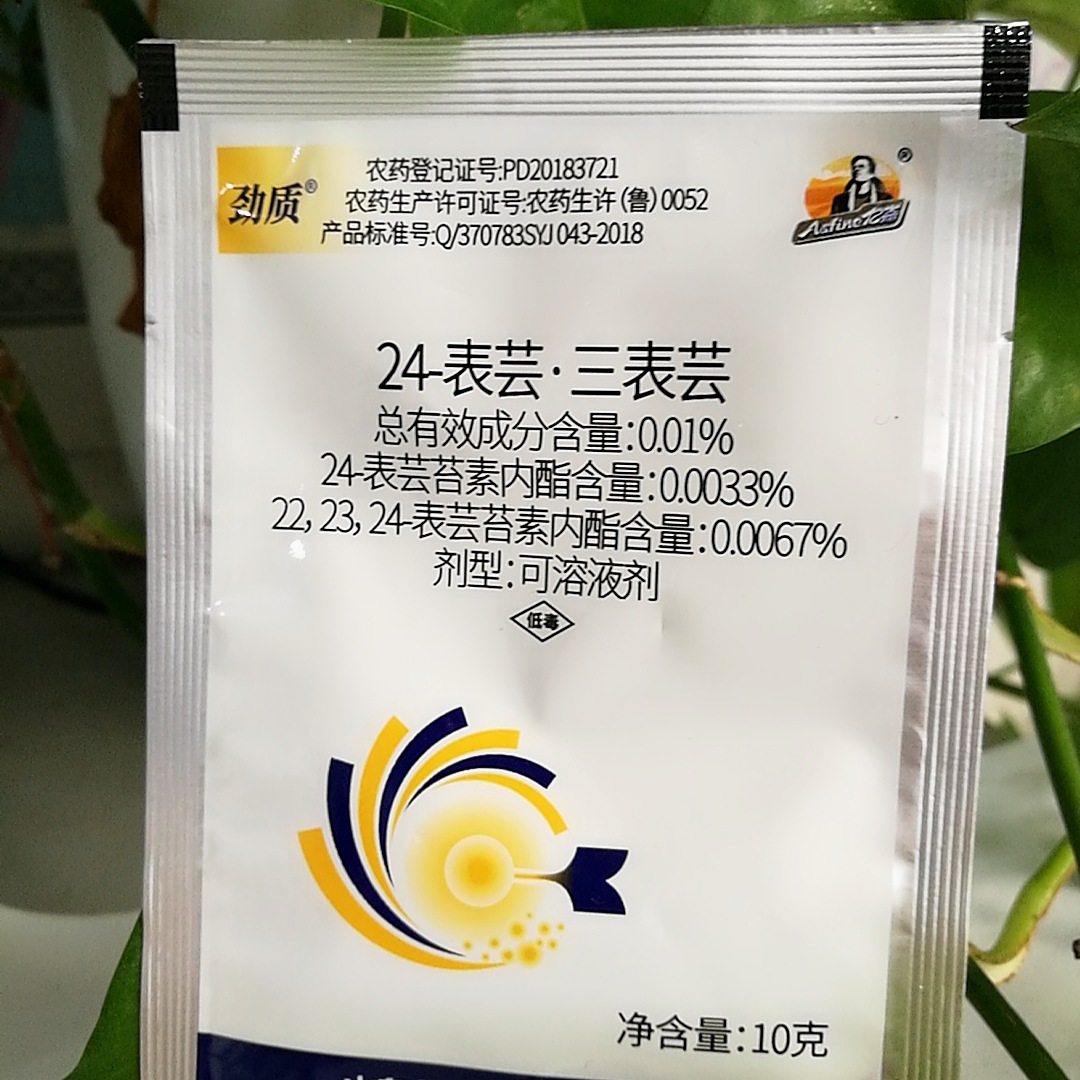 劲质®
农药登记证号:PD20183721
农药生产许可证号:农药生许(鲁)0052
产品标准号:Q/370783SYJ 043-2018
®
24-表芸·三表芸
总有效成分含量:0.01%
24-表芸苔素内酯含量:0.0033%
22, 23, 24-表芸苔素内酯含量:0.0067%
剂型:可溶液剂
低毒
净含量:10克